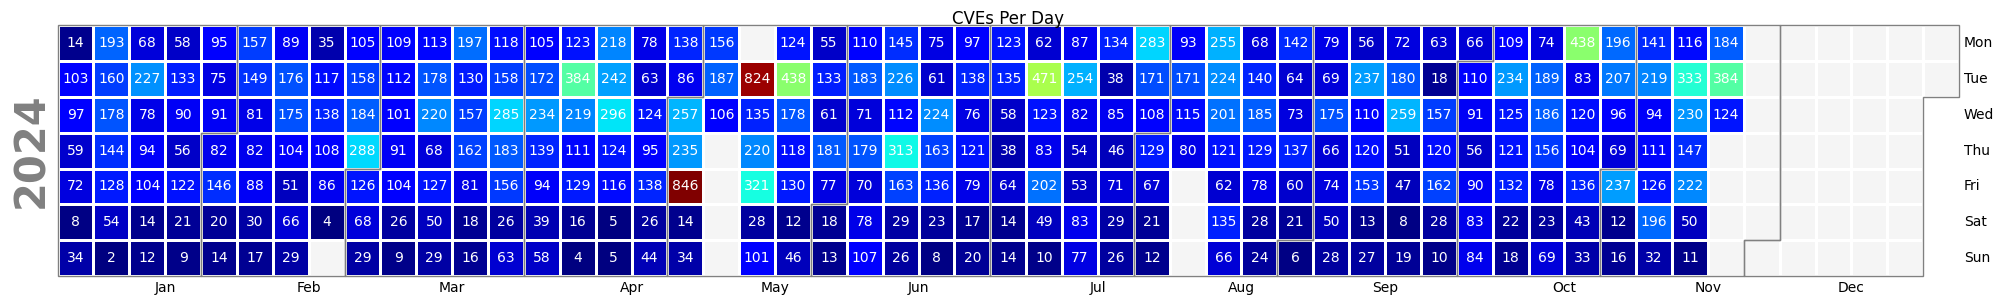 CVEs Per Day
2024
14 193 68 58 95 157 89 35 105 109 113 197 118 105 123 218 78 138 156 124 55 110 145 75 97 123 62 87 134 283 93 255 68 142 79 56 72 63 66 109 74 438 196 141 116 184 Mon
103 160 227 133 75 149 176 117 158 112 178 130 158 172 384 242 63 86 187 824 438 133 183 226 61 138 135 471 254 38 171 171 224 140 64 69 237 180 18 110 234 189 83 207 219 333 384 Tue
97 178 78 90 91 81 175 138 184 101 220 157 285 234 219 296 124 257 106 135 178 61 71 112 224 76 58 123 82 85 108 115 201 185 73 175 110 259 157 91 125 186 120 96 94 230 124 Wed
59 144 94 56 82 82 104 108 288 91 68 162 183 139 111 124 95 235 220 118 181 179 313 163 121 38 83 54 46 129 80 121 129 137 66 120 51 120 56 121 156 104 69 111 147 Thu
72 128 104 122 146 88 51 86 126 104 127 81 156 94 129 116 138 846 321 130 77 70 163 136 79 64 202 53 71 67 62 78 60 74 153 47 162 90 132 78 136 237 126 222 Fri
8 54 14 21 20 30 66 4 68 26 50 18 26 39 16 5 26 14 28 12 18 78 29 23 17 14 49 83 29 21 135 28 21 50 13 8 28 83 22 23 43 12 196 50 Sat
34 2 12 9 14 17 29 29 9 29 16 63 58 4 5 44 34 101 46 13 107 26 8 20 14 10 77 26 12 66 24 6 28 27 19 10 84 18 69 33 16 32 11 Sun
Jan Feb Mar Apr May Jun Jul Aug Sep Oct Nov Dec